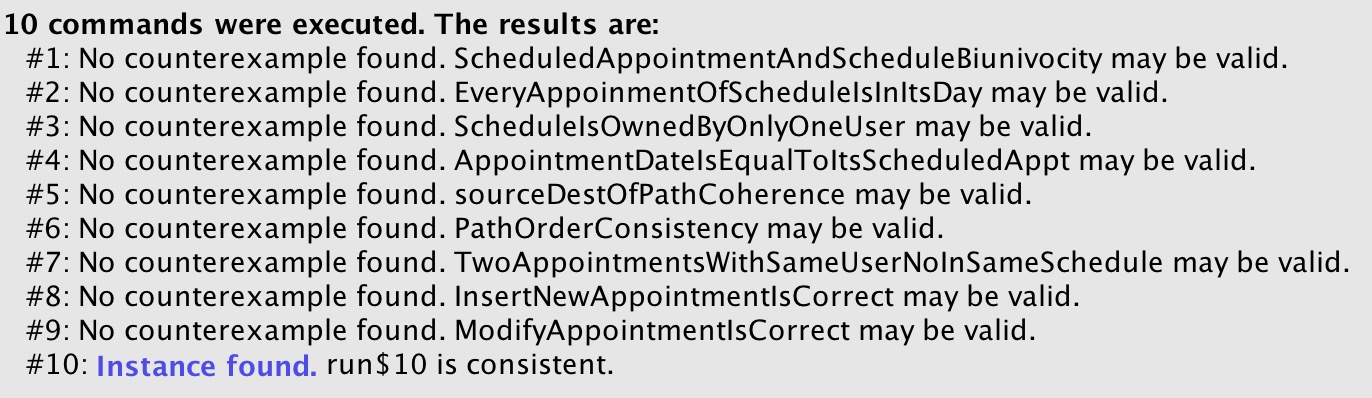 10 commands were executed. The results are:
#1: No counterexample found. ScheduledAppointmentAndScheduleBiunivocity may be valid.
#2: No counterexample found. EveryAppoinmentOfScheduleIsInItsDay may be valid.
#3: No counterexample found. ScheduleIsOwnedByOnlyOneUser may be valid.
#4: No counterexample found. AppointmentDateIsEqualToItsScheduledAppt may be valid.
#5: No counterexample found. sourceDestOfPathCoherence may be valid.
#6: No counterexample found. PathOrderConsistency may be valid.
#7: No counterexample found. TwoAppointmentsWithSameUserNoInSameSchedule may be valid.
#8: No counterexample found. InsertNewAppointmentIsCorrect may be valid.
#9: No counterexample found. ModifyAppointmentIsCorrect may be valid.
#10: Instance found. run$10 is consistent.